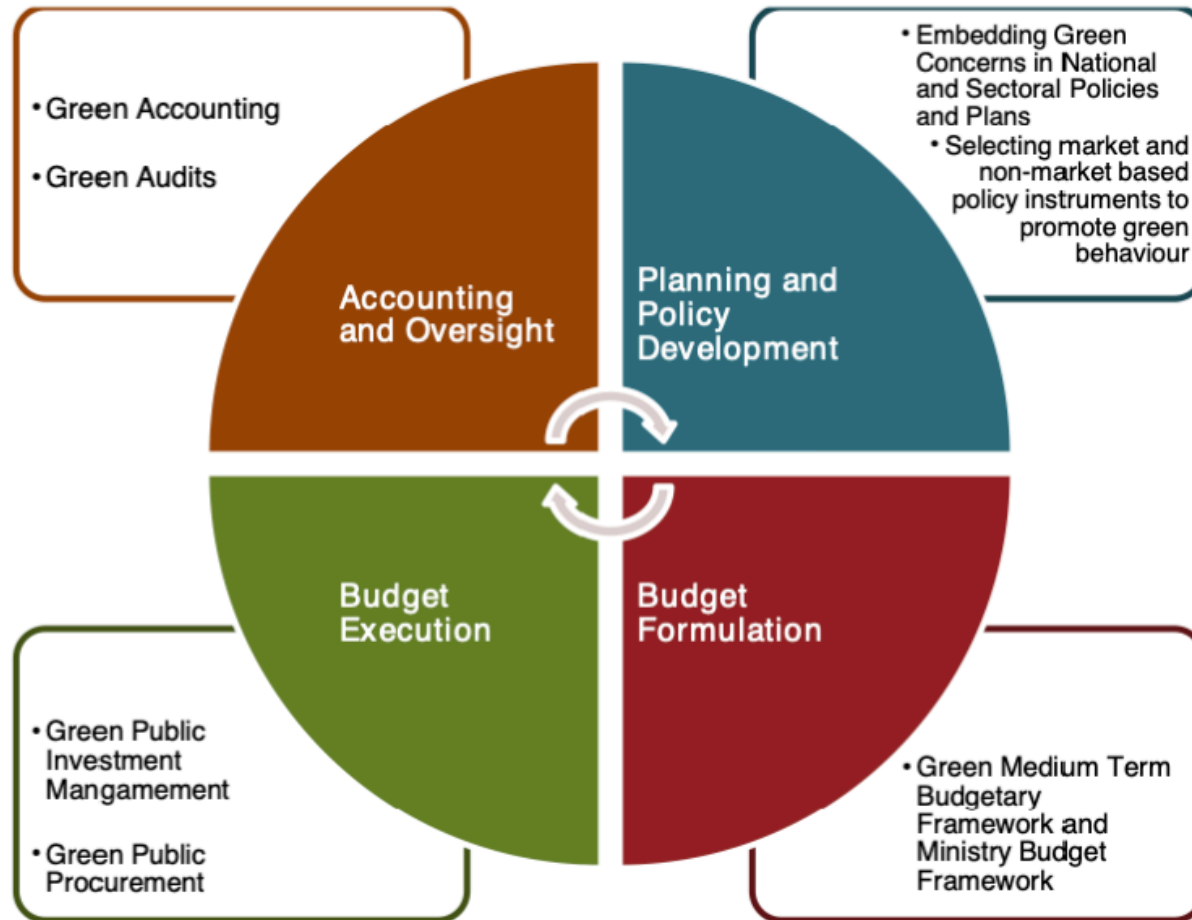 • Green Accounting
• Green Audits
• Embedding Green
Concerns in National
and Sectoral Policies
and Plans
• Selecting market and
non-market based
policy instruments to
promote green
behaviour
Accounting
and Oversight
Planning and
Policy
Development
Budget
Execution
Budget
Formulation
• Green Public
Investment
Mangamement
• Green Public
Procurement
• Green Medium Term
Budgetary
Framework and
Ministry Budget
Framework